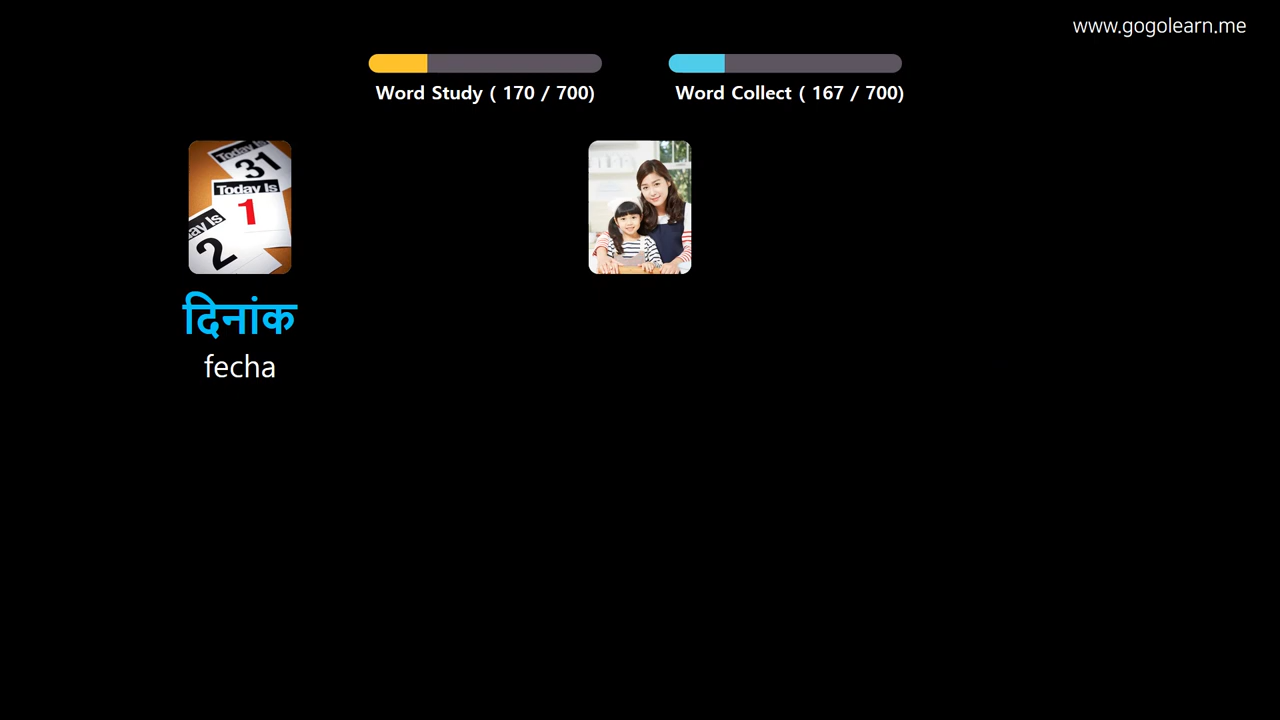 www.gogolearn.me
Word Study ( 170 / 700)
Word Collect ( 167 / 700)
Today Is
31
Today Is
1
ay Is
2
दिनांक
fecha